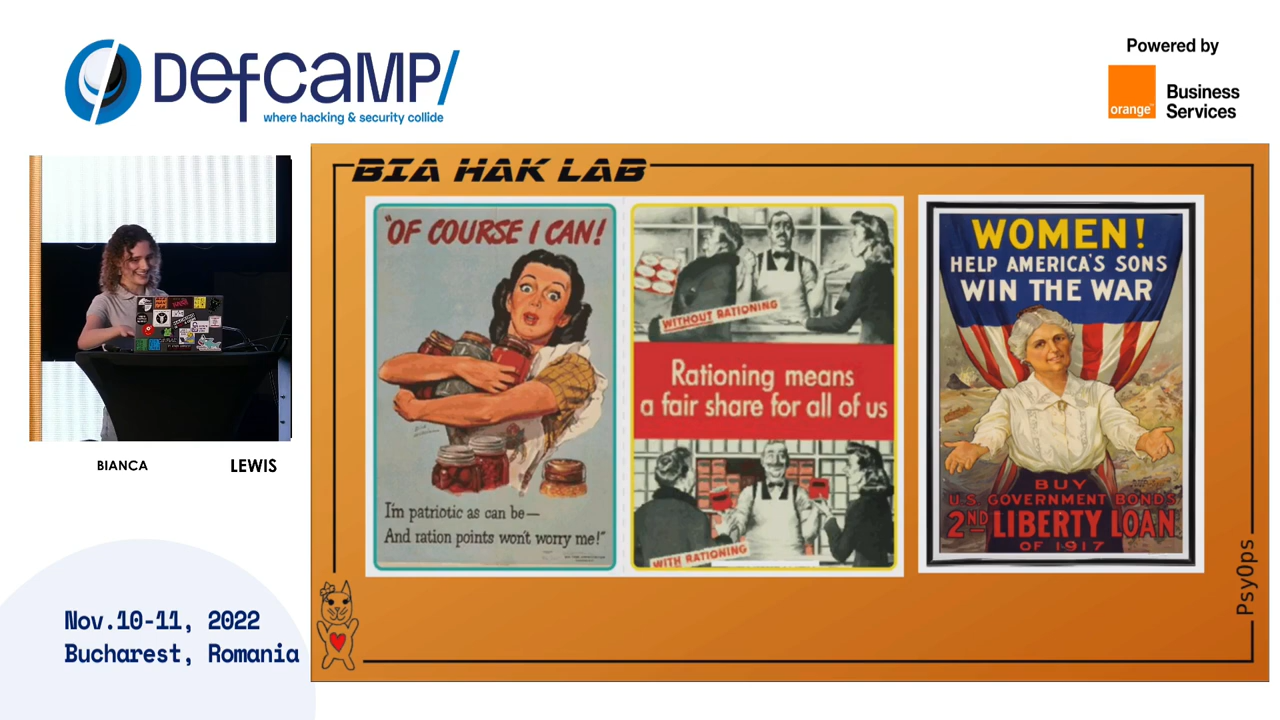 DefCamp/
where hacking & security collide
Powered by
orange
Business
Services
BIA HAK LAB
"OF COURSE I CAN!
I'm patriotic as can be—
And ration points won't worry me!"
WITHOUT RATIONING
Rationing means
a fair share for all of us
WITH RATIONING
WOMEN!
HELP AMERICA'S SONS
WIN THE WAR
BUY
U.S. GOVERNMENT BONDS
2ND LIBERTY LOAN
OF 1917
PsyOps
BIANCA LEWIS
Nov.10-11, 2022
Bucharest, Romania